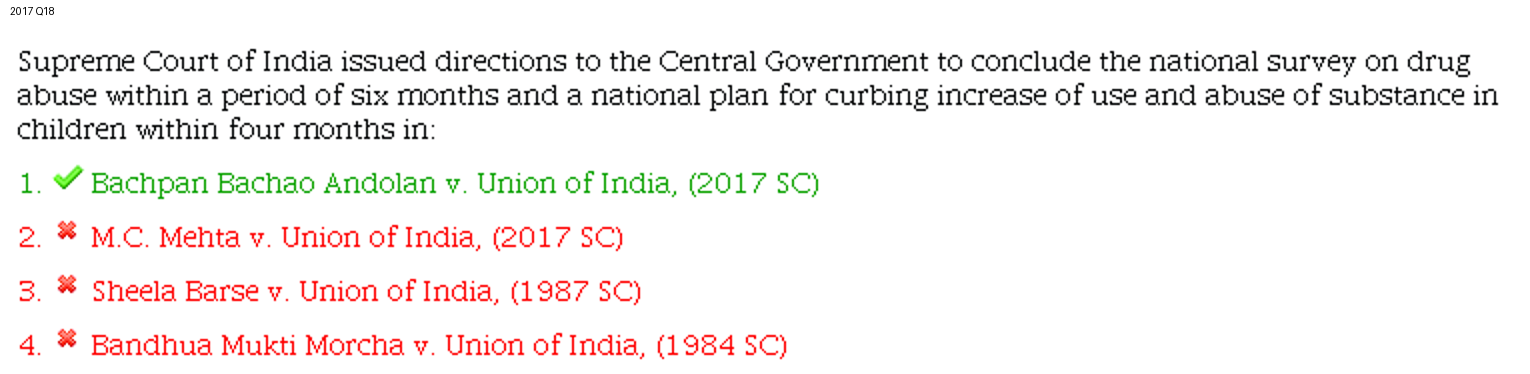 2017 Q18
Supreme Court of India issued directions to the Central Government to conclude the national survey on drug
abuse within a period of six months and a national plan for curbing increase of use and abuse of substance in
children within four months in:
1. Bachpan Bachao Andolan v. Union of India, (2017 SC)
2. M.C. Mehta v. Union of India, (2017 SC)
3. Sheela Barse v. Union of India, (1987 SC)
4. Bandhua Mukti Morcha v. Union of India, (1984 SC)